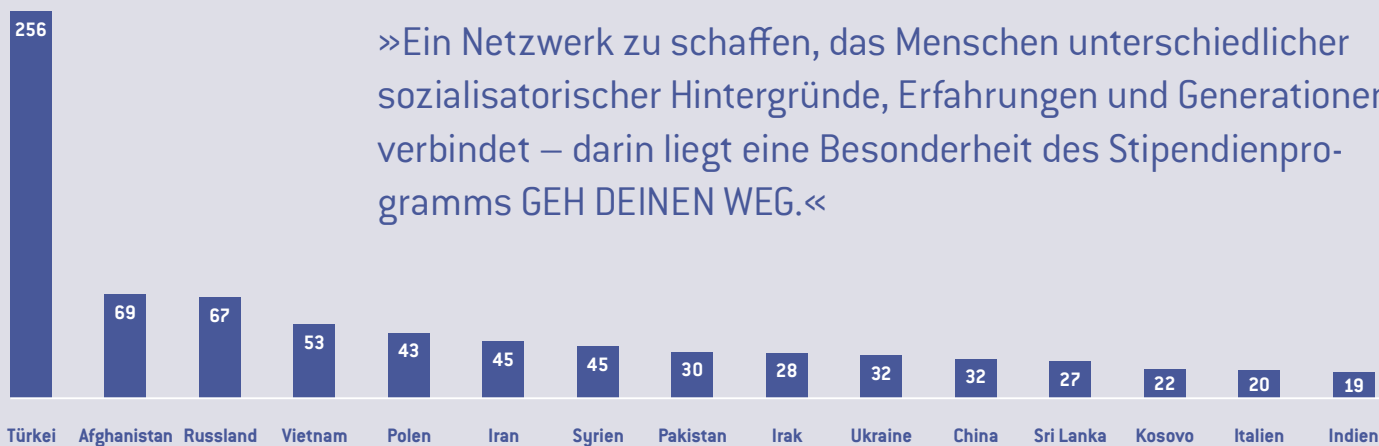 256
»Ein Netzwerk zu schaffen, das Menschen unterschiedlicher
sozialisatorischer Hintergründe, Erfahrungen und Generationen
verbindet – darin liegt eine Besonderheit des Stipendienpro-
gramms GEH DEINEN WEG.«
69 67 53 43 45 45 30 28 32 32 27 22 20 19
Türkei Afghanistan Russland Vietnam Polen Iran Syrien Pakistan Irak Ukraine China Sri Lanka Kosovo Italien Indien